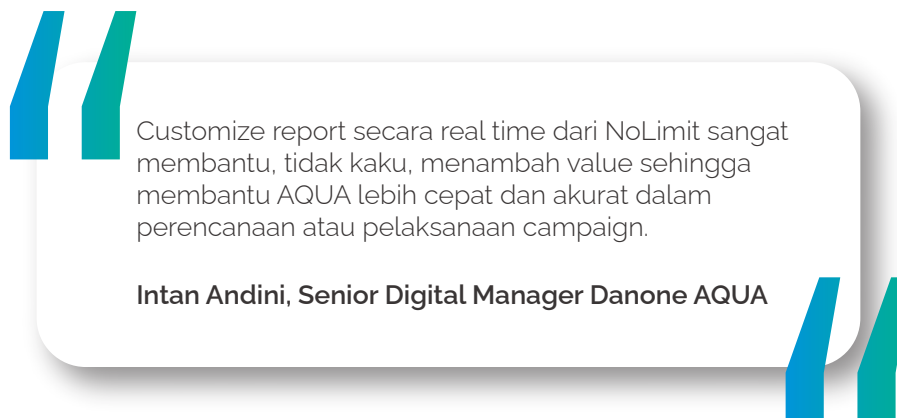 Customize report secara real time dari NoLimit sangat
membantu, tidak kaku, menambah value sehingga
membantu AQUA lebih cepat dan akurat dalam
perencanaan atau pelaksanaan campaign.
Intan Andini, Senior Digital Manager Danone AQUA